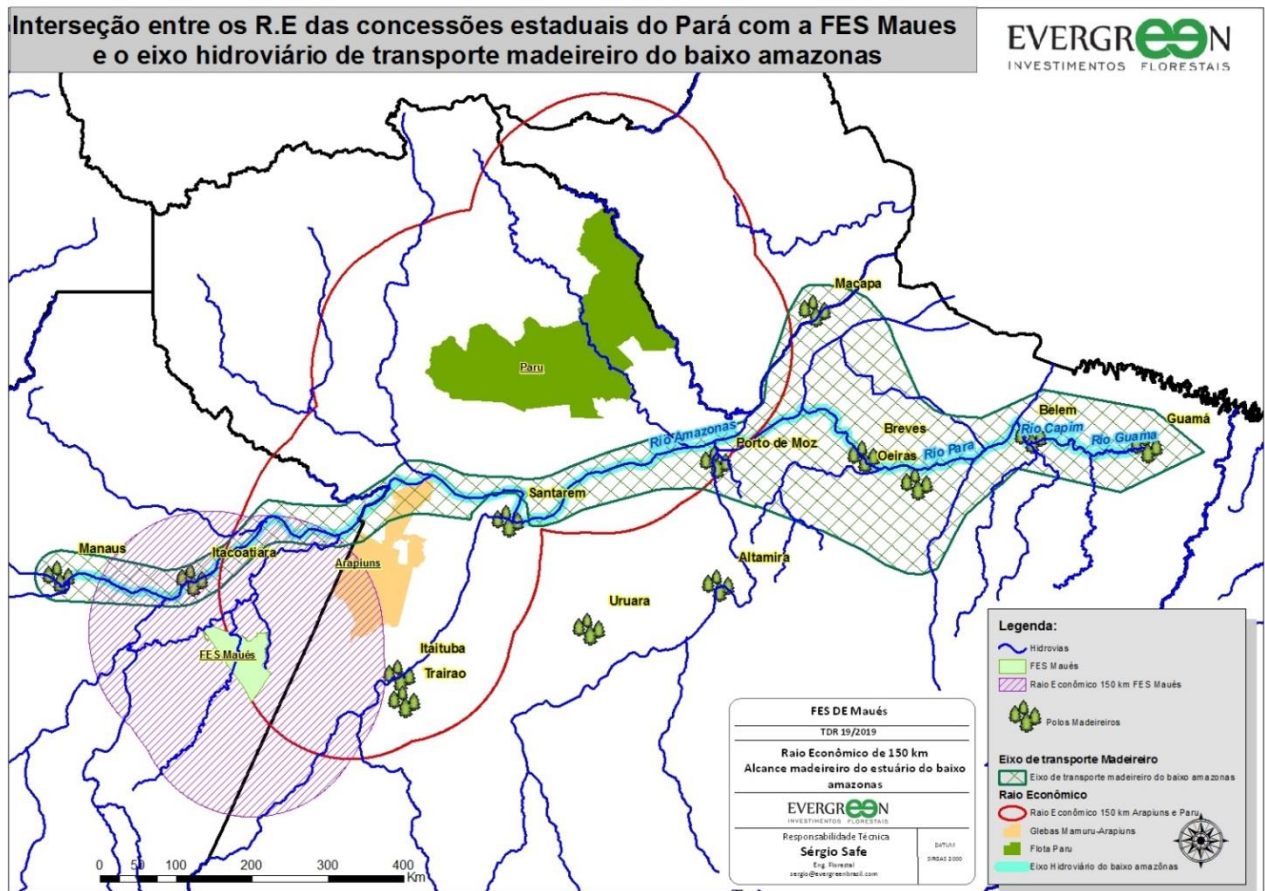 Interseção entre os R.E das concessões estaduais do Pará com a FES Maues
e o eixo hidroviário de transporte madeireiro do baixo amazonas
EVERGREEN
INVESTIMENTOS FLORESTAIS
Macapa
Paru
Belem
Guamá
Breves
Rio Capim
Rio Amazonas
Rio Guama
Porto de Moz
Oeiras
Rio Para
Santarem
Manaus
Itacoatiara
Arapiuns
Altamira
Uruara
FES Maués
Itaituba
Trairao
Legenda:
Hidrovias
FES Maués
Raio Econômico 150 km FES Maués
Polos Madeireiros
Eixo de transporte Madeireiro
Eixo de transporte madeireiro do baixo amazonas
Raio Econômico
Raio Econômico 150 km Arapiuns e Paru
Glebas Mamuru-Arapiuns
Flota Paru
Eixo Hidroviário do baixo amazônas
FES DE Maués
TDR 19/2019
Raio Econômico de 150 km
Alcance madeireiro do estuário do baixo
amazonas
EVERGREEN
INVESTIMENTOS FLORESTAIS
Responsabilidade Técnica
Sérgio Safe
Eng. Florestal
sergio@evergreenbrasil.com
DATUM
SIRGAS 2000
0 50 100 200 300 400
Km